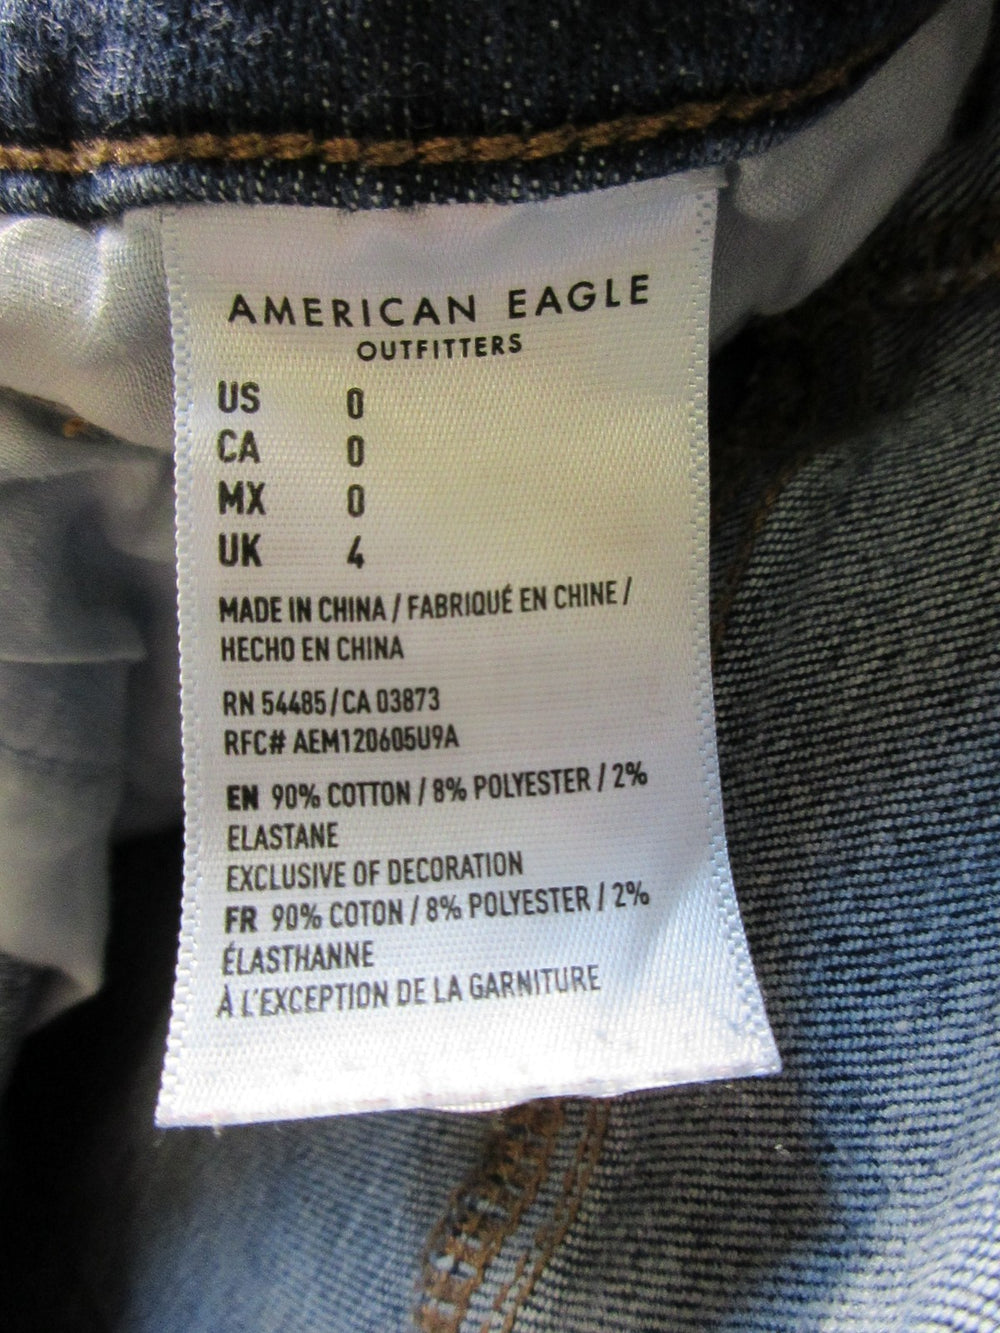 AMERICAN EAGLE
OUTFITTERS
US 0
CA 0
MX 0
UK 4
MADE IN CHINA / FABRIQUÉ EN CHINE /
HECHO EN CHINA
RN 54485/CA 03873
RFC# AEM120605U9A
EN 90% COTTON / 8% POLYESTER / 2%
ELASTANE
EXCLUSIVE OF DECORATION
FR 90% COTON / 8% POLYESTER / 2%
ÉLASTHANNE
À L'EXCEPTION DE LA GARNITURE